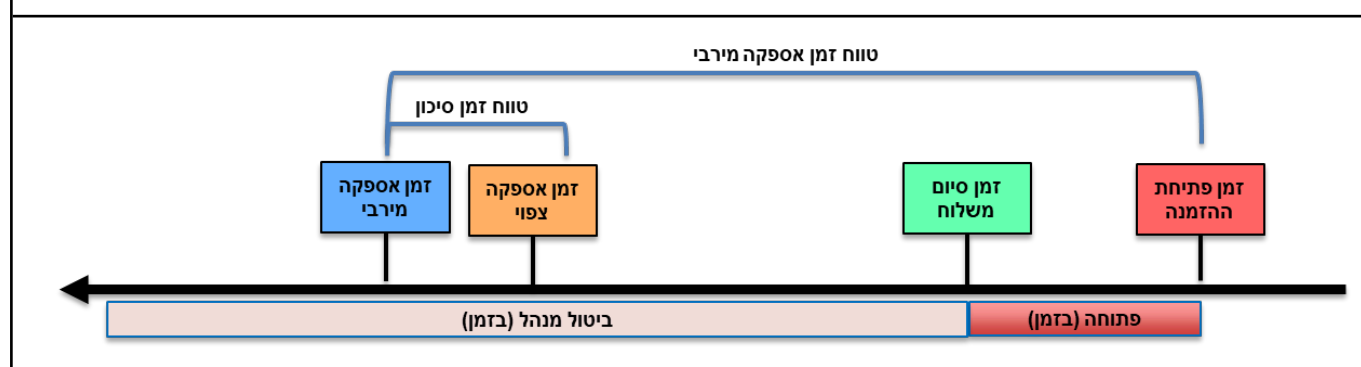 טווח זמן אספקה מירבי
טווח זמן סיכון
זמן פתיחת
ההזמנה
זמן סיום
משלוח
זמן אספקה
צפוי
זמן אספקה
מירבי
פתוחה (בזמן)
ביטול מנהל (בזמן)